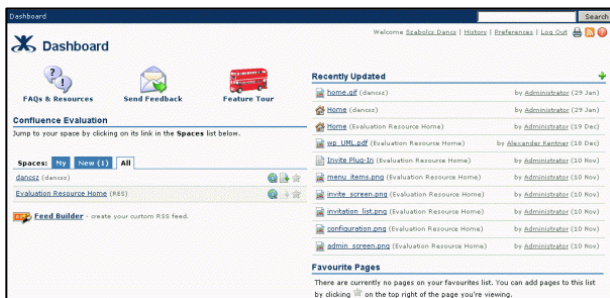 Dashboard
Search
Welcome Szabolcs Dancs | History | Preferences | Log Out
Dashboard
FAQs & Resources
Send Feedback
Feature Tour
Confluence Evaluation
Jump to your space by clicking on its link in the Spaces list below.
Spaces: My New (1) All
dancsz (dancsz)
Evaluation Resource Home (RES)
Feed Builder - create your custom RSS feed.
Recently Updated
home.gif (dancsz) by Administrator (29 Jan)
Home (dancsz) by Administrator (29 Jan)
Home (Evaluation Resource Home) by Administrator (19 Dec)
wp_UML.pdf (Evaluation Resource Home) by Alexander Kentner (18 Dec)
Invite Plug-In (Evaluation Resource Home) by Administrator (10 Nov)
menu_items.png (Evaluation Resource Home) by Administrator (10 Nov)
invite_screen.png (Evaluation Resource Home) by Administrator (10 Nov)
invitation_list.png (Evaluation Resource Home) by Administrator (10 Nov)
configuration.png (Evaluation Resource Home) by Administrator (10 Nov)
admin_screen.png (Evaluation Resource Home) by Administrator (10 Nov)
Favourite Pages
There are currently no pages on your favourites list. You can add pages to this list
by clicking on the top right of the page you're viewing.